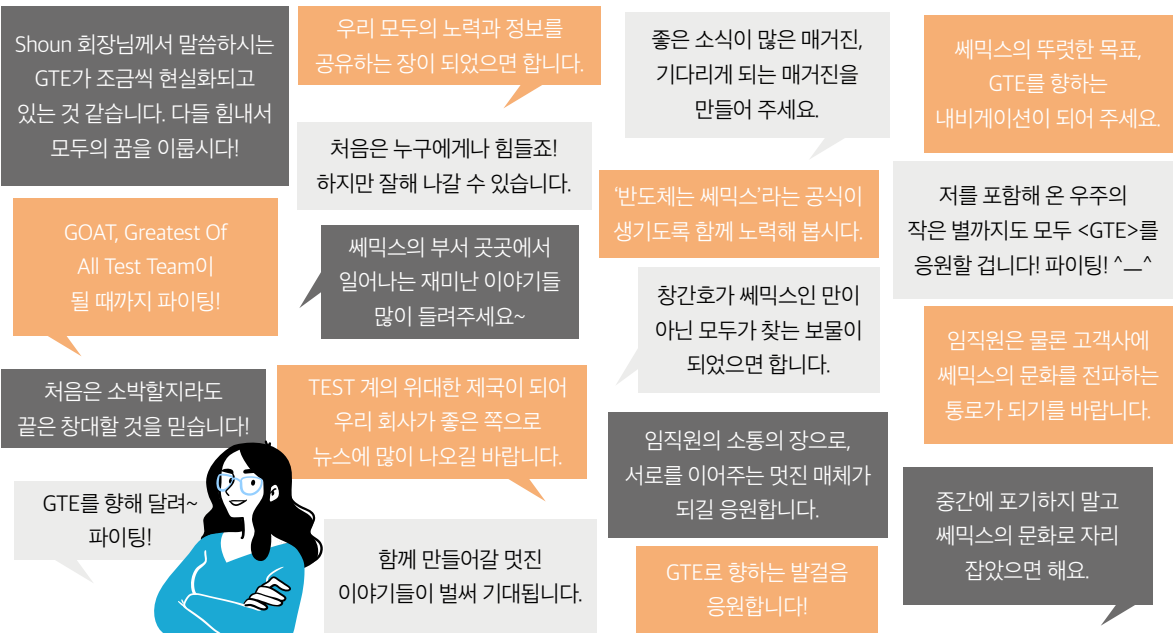 Shoun 회장님께서 말씀하시는
GTE가 조금씩 현실화되고
있는 것 같습니다. 다들 힘내서
모두의 꿈을 이룹시다!
우리 모두의 노력과 정보를
공유하는 장이 되었으면 합니다.
좋은 소식이 많은 매거진,
기다리게 되는 매거진을
만들어 주세요.
쎄믹스의 뚜렷한 목표,
GTE를 향하는
내비게이션이 되어 주세요.
처음은 누구에게나 힘들죠!
하지만 잘해 나갈 수 있습니다.
'반도체는 쎄믹스'라는 공식이
생기도록 함께 노력해 봅시다.
저를 포함해 온 우주의
작은 별까지도 모두 <GTE>를
응원할 겁니다! 파이팅! ^__^
GOAT, Greatest Of
All Test Team이
될 때까지 파이팅!
쎄믹스의 부서 곳곳에서
일어나는 재미난 이야기들
많이 들려주세요~
창간호가 쎄믹스인 만이
아닌 모두가 찾는 보물이
되었으면 합니다.
임직원은 물론 고객사에
쎄믹스의 문화를 전파하는
통로가 되기를 바랍니다.
처음은 소박할지라도
끝은 창대할 것을 믿습니다!
TEST 계의 위대한 제국이 되어
우리 회사가 좋은 쪽으로
뉴스에 많이 나오길 바랍니다.
임직원의 소통의 장으로,
서로를 이어주는 멋진 매체가
되길 응원합니다.
중간에 포기하지 말고
쎄믹스의 문화로 자리
잡았으면 해요.
GTE를 향해 달려~
파이팅!
함께 만들어갈 멋진
이야기들이 벌써 기대됩니다.
GTE로 향하는 발걸음
응원합니다!